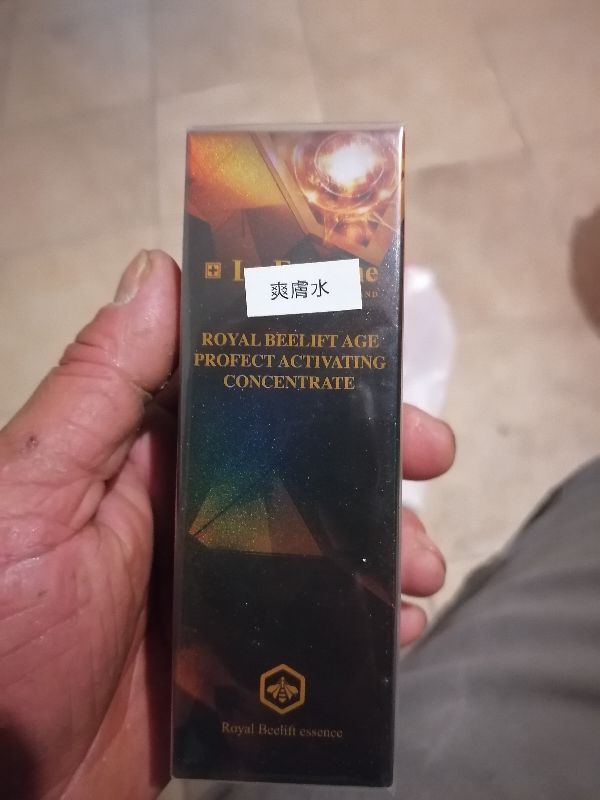 爽膚水
ROYAL BEELIFT AGE
PROFECT ACTIVATING
CONCENTRATE
Royal Beelift essence